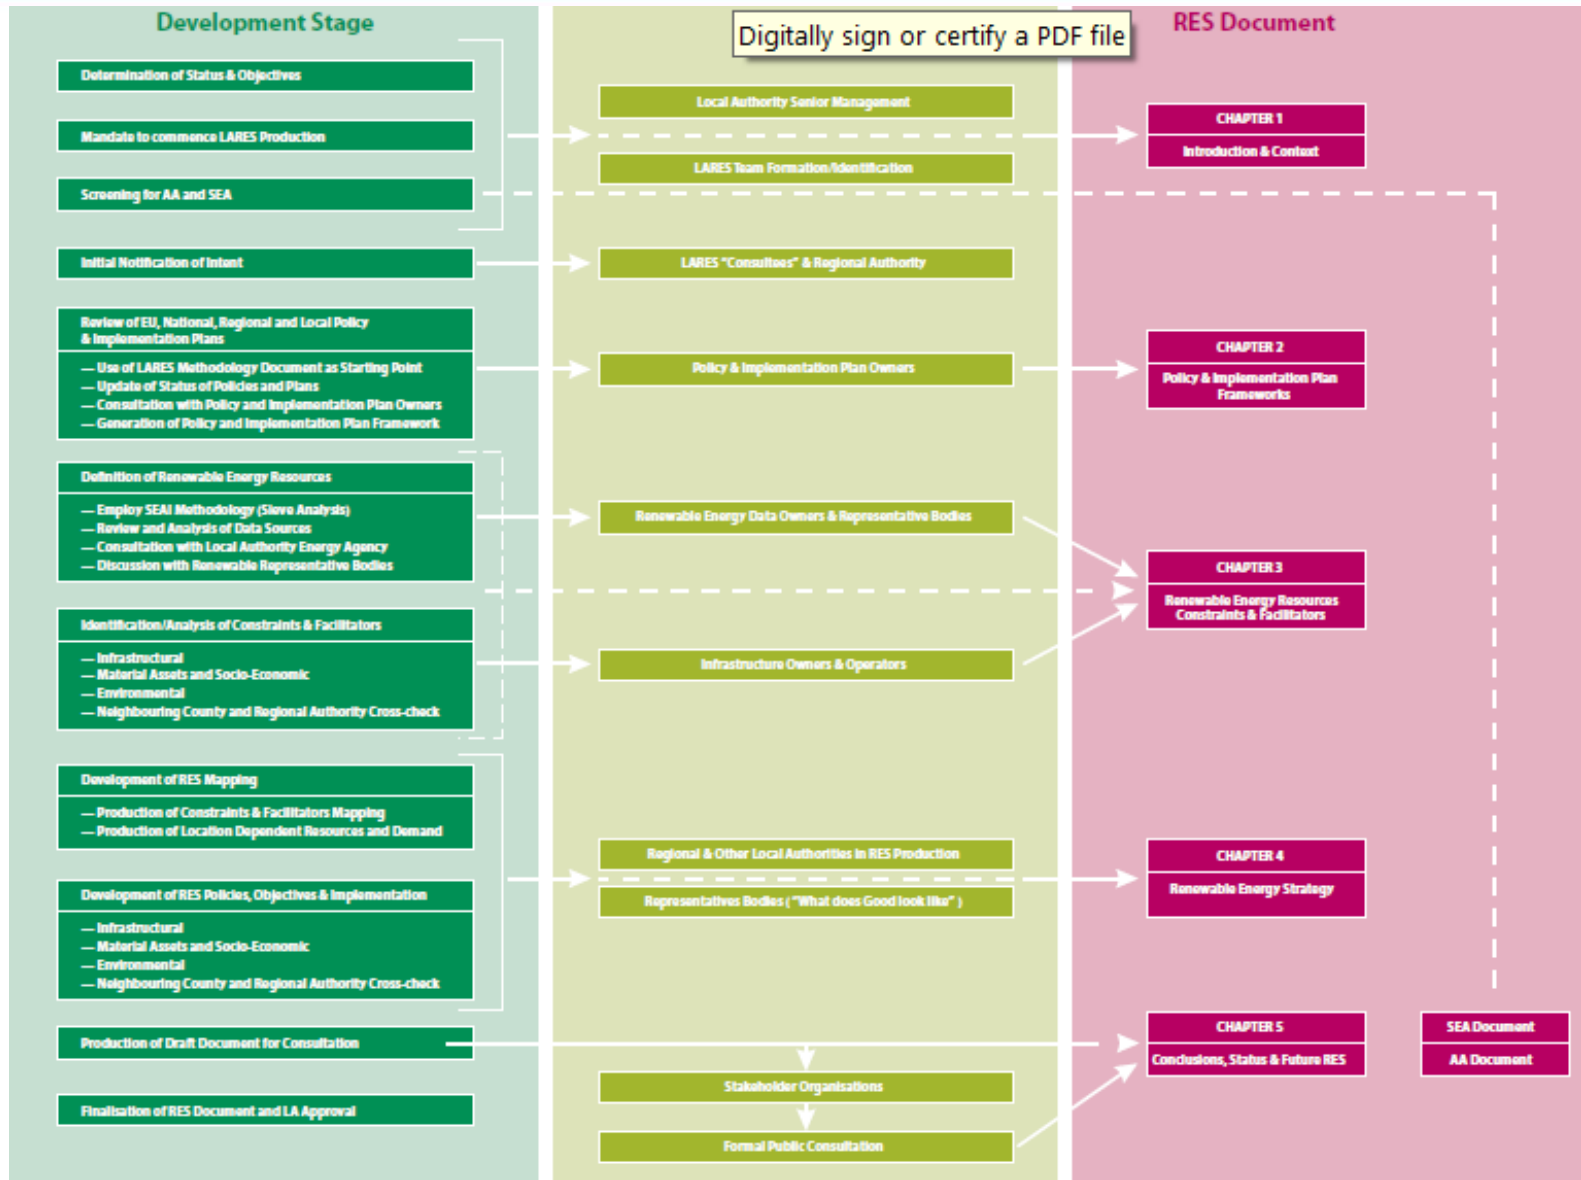 Development Stage
Determination of Status & Objectives
Mandate to commence LARES Production
Screening for AA and SEA
Initial Notification of Intent
Review of EU, National, Regional and Local Policy
& Implementation Plans
— Use of LARES Methodology Document as Starting Point
— Update of Status of Policies and Plans
— Consultation with Policy and Implementation Plan Owners
— Generation of Policy and Implementation Plan Framework
Definition of Renewable Energy Resources
— Employ SEAI Methodology (Sieve Analysis)
— Review and Analysis of Data Sources
— Consultation with Local Authority Energy Agency
— Discussion with Renewable Representative Bodies
Identification/Analysis of Constraints & Facilitators
— Infrastructural
— Material Assets and Socio-Economic
— Environmental
— Neighbouring County and Regional Authority Cross-check
Development of RES Mapping
— Production of Constraints & Facilitators Mapping
— Production of Location Dependent Resources and Demand
Development of RES Policies, Objectives & Implementation
— Infrastructural
— Material Assets and Socio-Economic
— Environmental
— Neighbouring County and Regional Authority Cross-check
Production of Draft Document for Consultation
Finalisation of RES Document and LA Approval
Digitally sign or certify a PDF file
Local Authority Senior Management
LARES Team Formation/Identification
LARES "Consultees" & Regional Authority
Policy & Implementation Plan Owners
Renewable Energy Data Owners & Representative Bodies
Infrastructure Owners & Operators
Regional & Other Local Authorities in RES Production
Representatives Bodies ( "What does Good look like" )
Stakeholder Organisations
Formal Public Consultation
RES Document
CHAPTER 1
Introduction & Context
CHAPTER 2
Policy & Implementation Plan
Frameworks
CHAPTER 3
Renewable Energy Resources
Constraints & Facilitators
CHAPTER 4
Renewable Energy Strategy
CHAPTER 5
Conclusions, Status & Future RES
SEA Document
AA Document